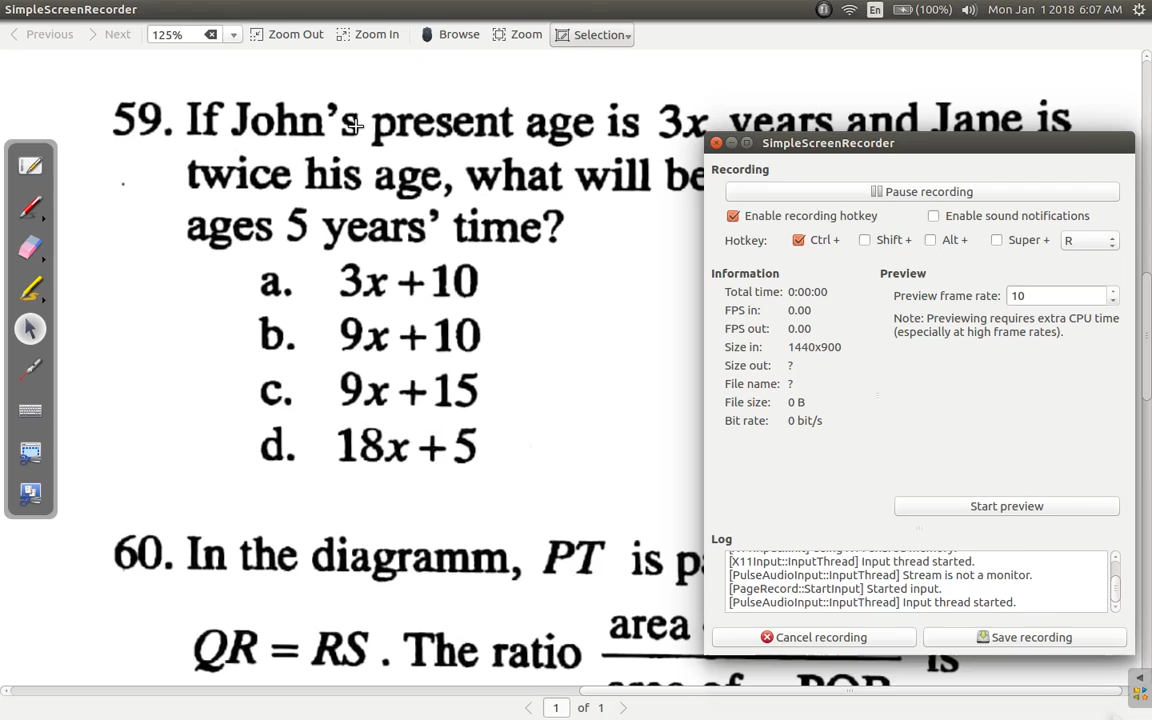 SimpleScreenRecorder
En (100%) Mon Jan 1 2018 6:07 AM
Previous Next 125% Zoom Out Zoom In Browse Zoom Selection
59. If John's present age is 3x years and Jane is
twice his age, what will be
ages 5 years' time?
a. 3x + 10
b. 9x + 10
c. 9x + 15
d. 18x + 5
60. In the diagramm, PT is
QR = RS . The ratio area is
SimpleScreenRecorder
Recording
Pause recording
Enable recording hotkey Enable sound notifications
Hotkey: Ctrl + Shift + Alt + Super + R
Information
Total time: 0:00:00
FPS in: 0.00
FPS out: 0.00
Size in: 1440x900
Size out: ?
File name: ?
File size: 0 B
Bit rate: 0 bit/s
Preview
Preview frame rate: 10
Note: Previewing requires extra CPU time
(especially at high frame rates).
Start preview
Log
[X11Input::InputThread] Input thread started.
[PulseAudioInput::InputThread] Stream is not a monitor.
[PageRecord::StartInput] Started input.
[PulseAudioInput::InputThread] Input thread started.
Cancel recording Save recording
1 of 1